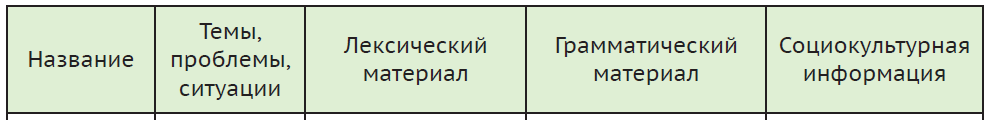 Название
Темы,
проблемы,
ситуации
Лексический
материал
Грамматический
материал
Социокультурная
информация